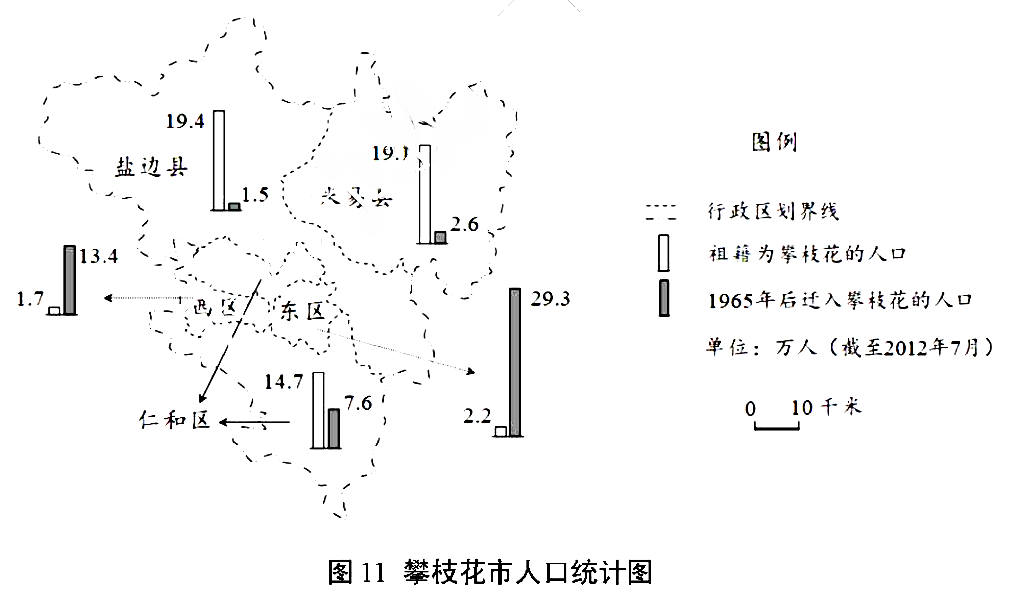 图例
19.4
19.1
盐边县
1.5
米易县
2.6
行政区划界线
祖籍为攀枝花的人口
13.4
1.7
西区
东区
29.3
1965年后迁入攀枝花的人口
单位：万人（截至2012年7月）
14.7
7.6
2.2
仁和区
0 10千米
图11 攀枝花市人口统计图